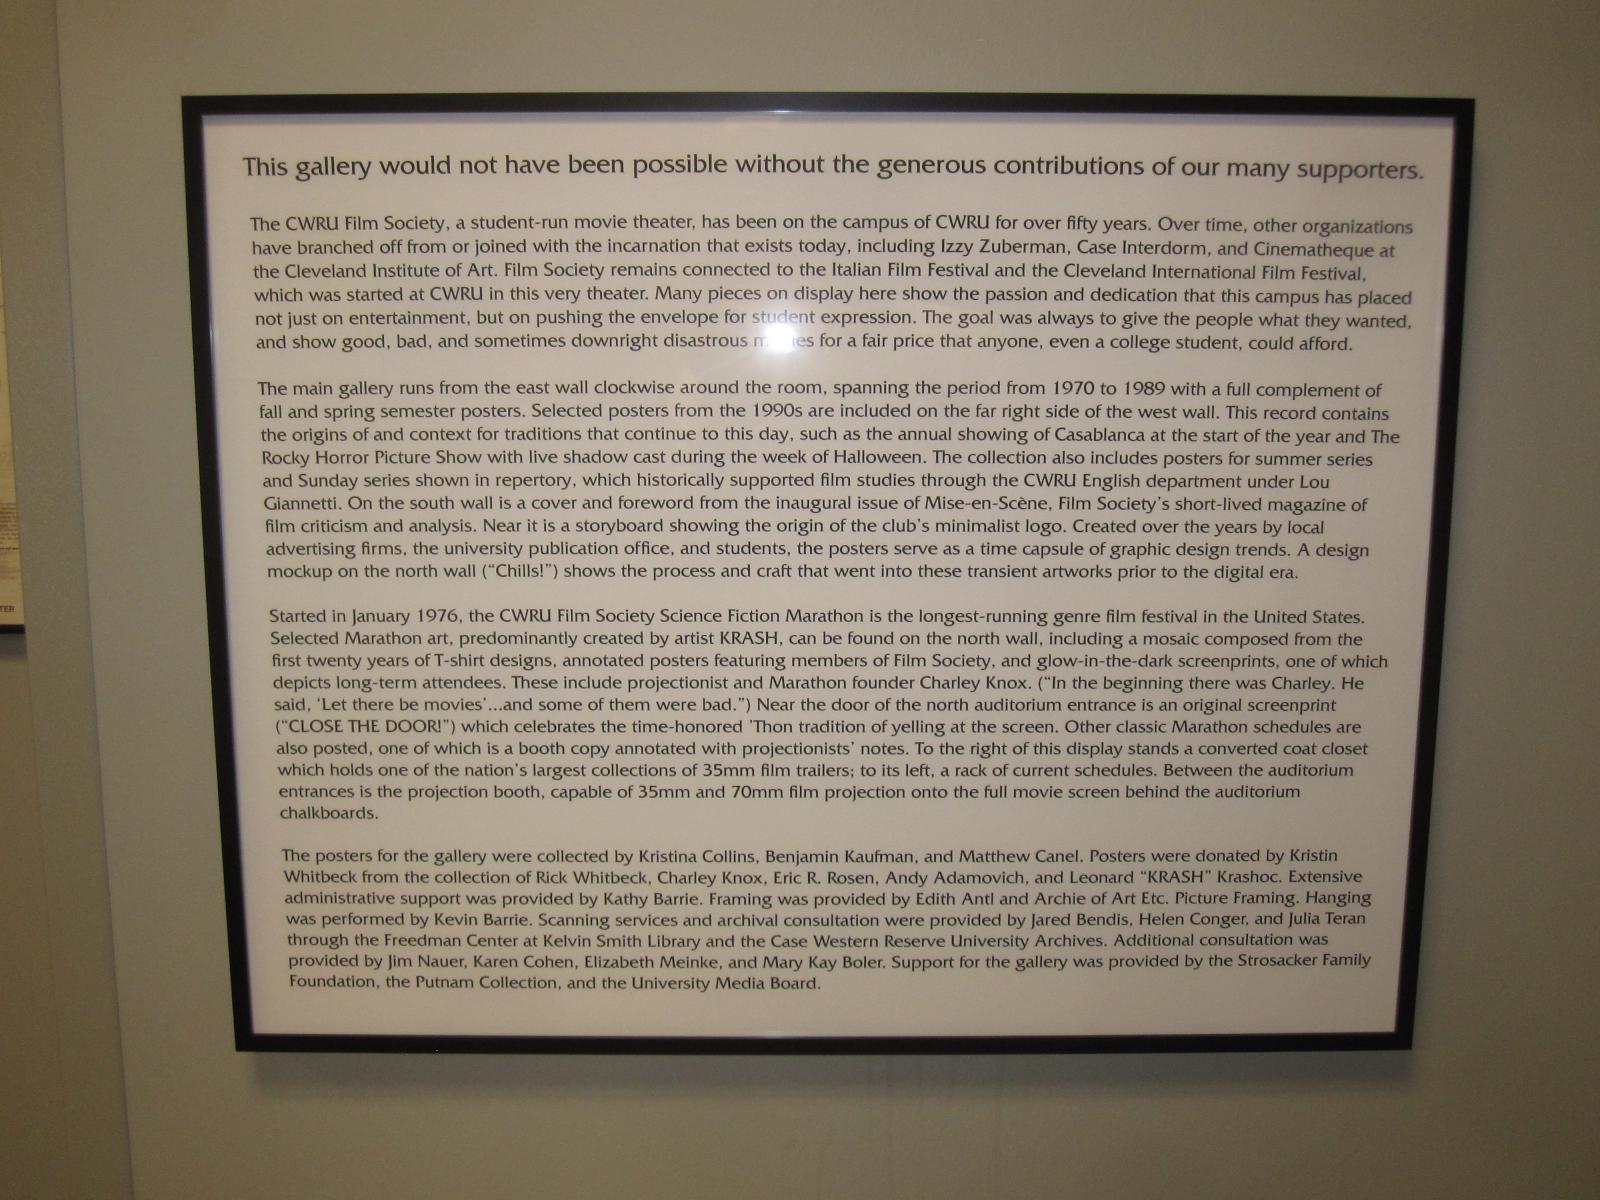 This gallery would not have been possible without the generous contributions of our many supporters.
The CWRU Film Society, a student-run movie theater, has been on the campus of CWRU for over fifty years. Over time, other organizations
have branched off from or joined with the incarnation that exists today, including Izzy Zuberman, Case Interdorm, and Cinematheque at
the Cleveland Institute of Art. Film Society remains connected to the Italian Film Festival and the Cleveland International Film Festival,
which was started at CWRU in this very theater. Many pieces on display here show the passion and dedication that this campus has placed
not just on entertainment, but on pushing the envelope for student expression. The goal was always to give the people what they wanted,
and show good, bad, and sometimes downright disastrous for a fair price that anyone, even a college student, could afford.
The main gallery runs from the east wall clockwise around the room, spanning the period from 1970 to 1989 with a full complement of
fall and spring semester posters. Selected posters from the 1990s are included on the far right side of the west wall. This record contains
the origins of and context for traditions that continue to this day, such as the annual showing of Casablanca at the start of the year and The
Rocky Horror Picture Show with live shadow cast during the week of Halloween. The collection also includes posters for summer series
and Sunday series shown in repertory, which historically supported film studies through the CWRU English department under Lou
Giannetti. On the south wall is a cover and foreword from the inaugural issue of Mise-en-Scène, Film Society's short-lived magazine of
film criticism and analysis. Near it is a storyboard showing the origin of the club's minimalist logo. Created over the years by local
advertising firms, the university publication office, and students, the posters serve as a time capsule of graphic design trends. A design
mockup on the north wall ("Chills!") shows the process and craft that went into these transient artworks prior to the digital era.
Started in January 1976, the CWRU Film Society Science Fiction Marathon is the longest-running genre film festival in the United States.
Selected Marathon art, predominantly created by artist KRASH, can be found on the north wall, including a mosaic composed from the
first twenty years of T-shirt designs, annotated posters featuring members of Film Society, and glow-in-the-dark screenprints, one of which
depicts long-term attendees. These include projectionist and Marathon founder Charley Knox. ("In the beginning there was Charley. He
said, 'Let there be movies'...and some of them were bad.") Near the door of the north auditorium entrance is an original screenprint
("CLOSE THE DOOR!") which celebrates the time-honored 'Thon tradition of yelling at the screen. Other classic Marathon schedules are
also posted, one of which is a booth copy annotated with projectionists' notes. To the right of this display stands a converted coat closet
which holds one of the nation's largest collections of 35mm film trailers; to its left, a rack of current schedules. Between the auditorium
entrances is the projection booth, capable of 35mm and 70mm film projection onto the full movie screen behind the auditorium
chalkboards.
The posters for the gallery were collected by Kristina Collins, Benjamin Kaufman, and Matthew Canel. Posters were donated by Kristin
Whitbeck from the collection of Rick Whitbeck, Charley Knox, Eric R. Rosen, Andy Adamovich, and Leonard "KRASH" Krashoc. Extensive
administrative support was provided by Kathy Barrie. Framing was provided by Edith Antl and Archie of Art Etc. Picture Framing. Hanging
was performed by Kevin Barrie. Scanning services and archival consultation were provided by Jared Bendis, Helen Conger, and Julia Teran
through the Freedman Center at Kelvin Smith Library and the Case Western Reserve University Archives. Additional consultation was
provided by Jim Nauer, Karen Cohen, Elizabeth Meinke, and Mary Kay Boler. Support for the gallery was provided by the Strosacker Family
Foundation, the Putnam Collection, and the University Media Board.